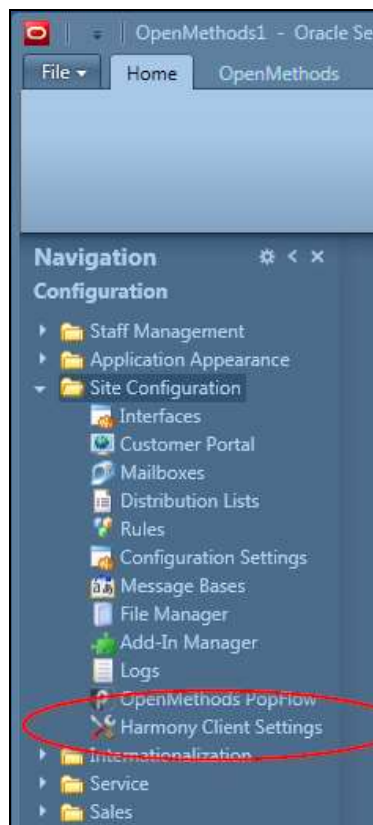 OpenMethods1 - Oracle Se
File
Home
OpenMethods
Navigation
Configuration
Staff Management
Application Appearance
Site Configuration
Interfaces
Customer Portal
Mailboxes
Distribution Lists
Rules
Configuration Settings
Message Bases
File Manager
Add-In Manager
Logs
OpenMethods PopFlow
Harmony Client Settings
Internationalization
Service
Sales